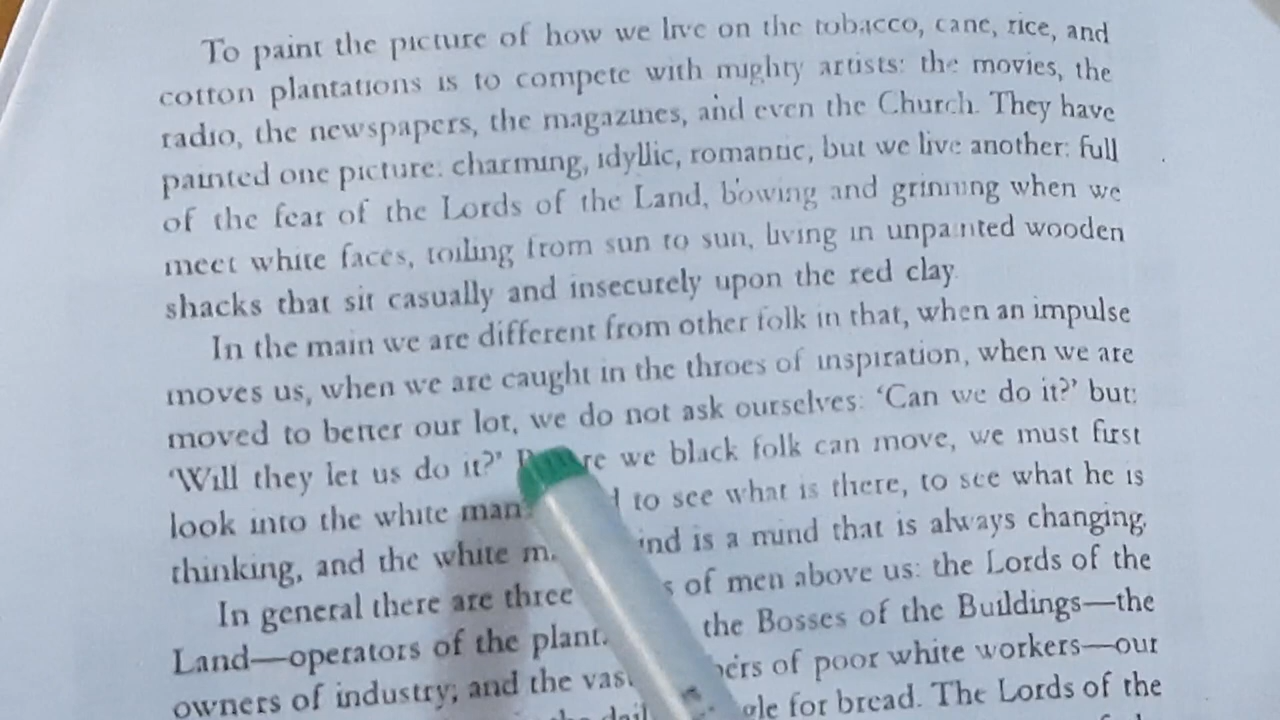 To paint the picture of how we live on the tobacco, cane, rice, and
cotton plantations is to compete with mighty artists: the movies, the
radio, the newspapers, the magazines, and even the Church. They have
painted one picture: charming, idyllic, romantic, but we live another: full
of the fear of the Lords of the Land, bowing and grinning when we
meet white faces, toiling from sun to sun, living in unpainted wooden
shacks that sit casually and insecurely upon the red clay.
In the main we are different from other folk in that, when an impulse
moves us, when we are caught in the throes of inspiration, when we are
moved to better our lot, we do not ask ourselves: ‘Can we do it?’ but:
‘Will they let us do it?’ we black folk can move, we must first
look into the white to see what is there, to see what he is
thinking, and the white is a mind that is always changing.
In general there are three of men above us: the Lords of the
Land—operators of the the Bosses of the Buildings—the
owners of industry; and the vast of poor white workers—our
for bread. The Lords of the